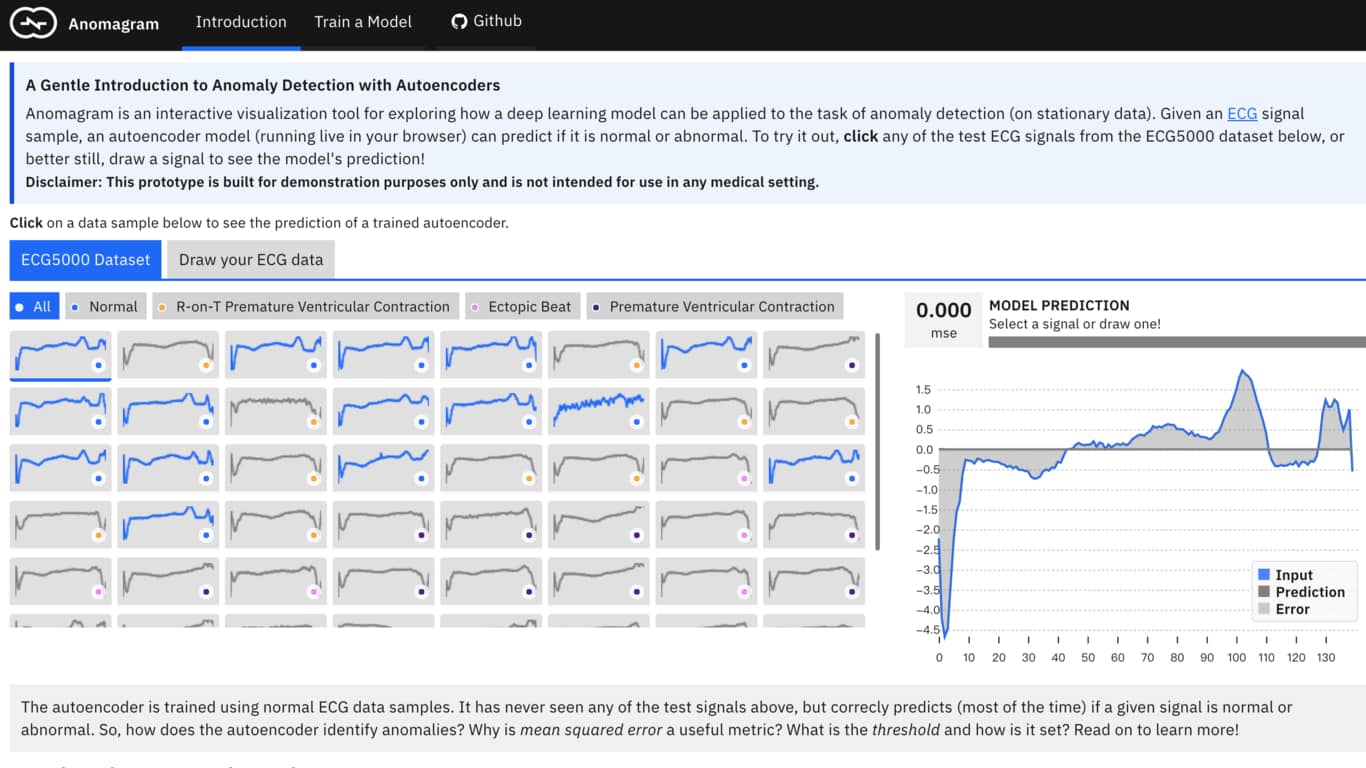 Anomagram
Introduction
Train a Model
Github
A Gentle Introduction to Anomaly Detection with Autoencoders
Anomagram is an interactive visualization tool for exploring how a deep learning model can be applied to the task of anomaly detection (on stationary data). Given an ECG signal
sample, an autoencoder model (running live in your browser) can predict if it is normal or abnormal. To try it out, click any of the test ECG signals from the ECG5000 dataset below, or
better still, draw a signal to see the model's prediction!
Disclaimer: This prototype is built for demonstration purposes only and is not intended for use in any medical setting.
Click on a data sample below to see the prediction of a trained autoencoder.
ECG5000 Dataset
Draw your ECG data
All
Normal
R-on-T Premature Ventricular Contraction
Ectopic Beat
Premature Ventricular Contraction
0.000
mse
MODEL PREDICTION
Select a signal or draw one!
1.5
1.0
0.5
0.0
−0.5
−1.0
−1.5
−2.0
−2.5
−3.0
−3.5
−4.0
−4.5
0 10 20 30 40 50 60 70 80 90 100 110 120 130
Input
Prediction
Error
The autoencoder is trained using normal ECG data samples. It has never seen any of the test signals above, but correcly predicts (most of the time) if a given signal is normal or
abnormal. So, how does the autoencoder identify anomalies? Why is mean squared error a useful metric? What is the threshold and how is it set? Read on to learn more!